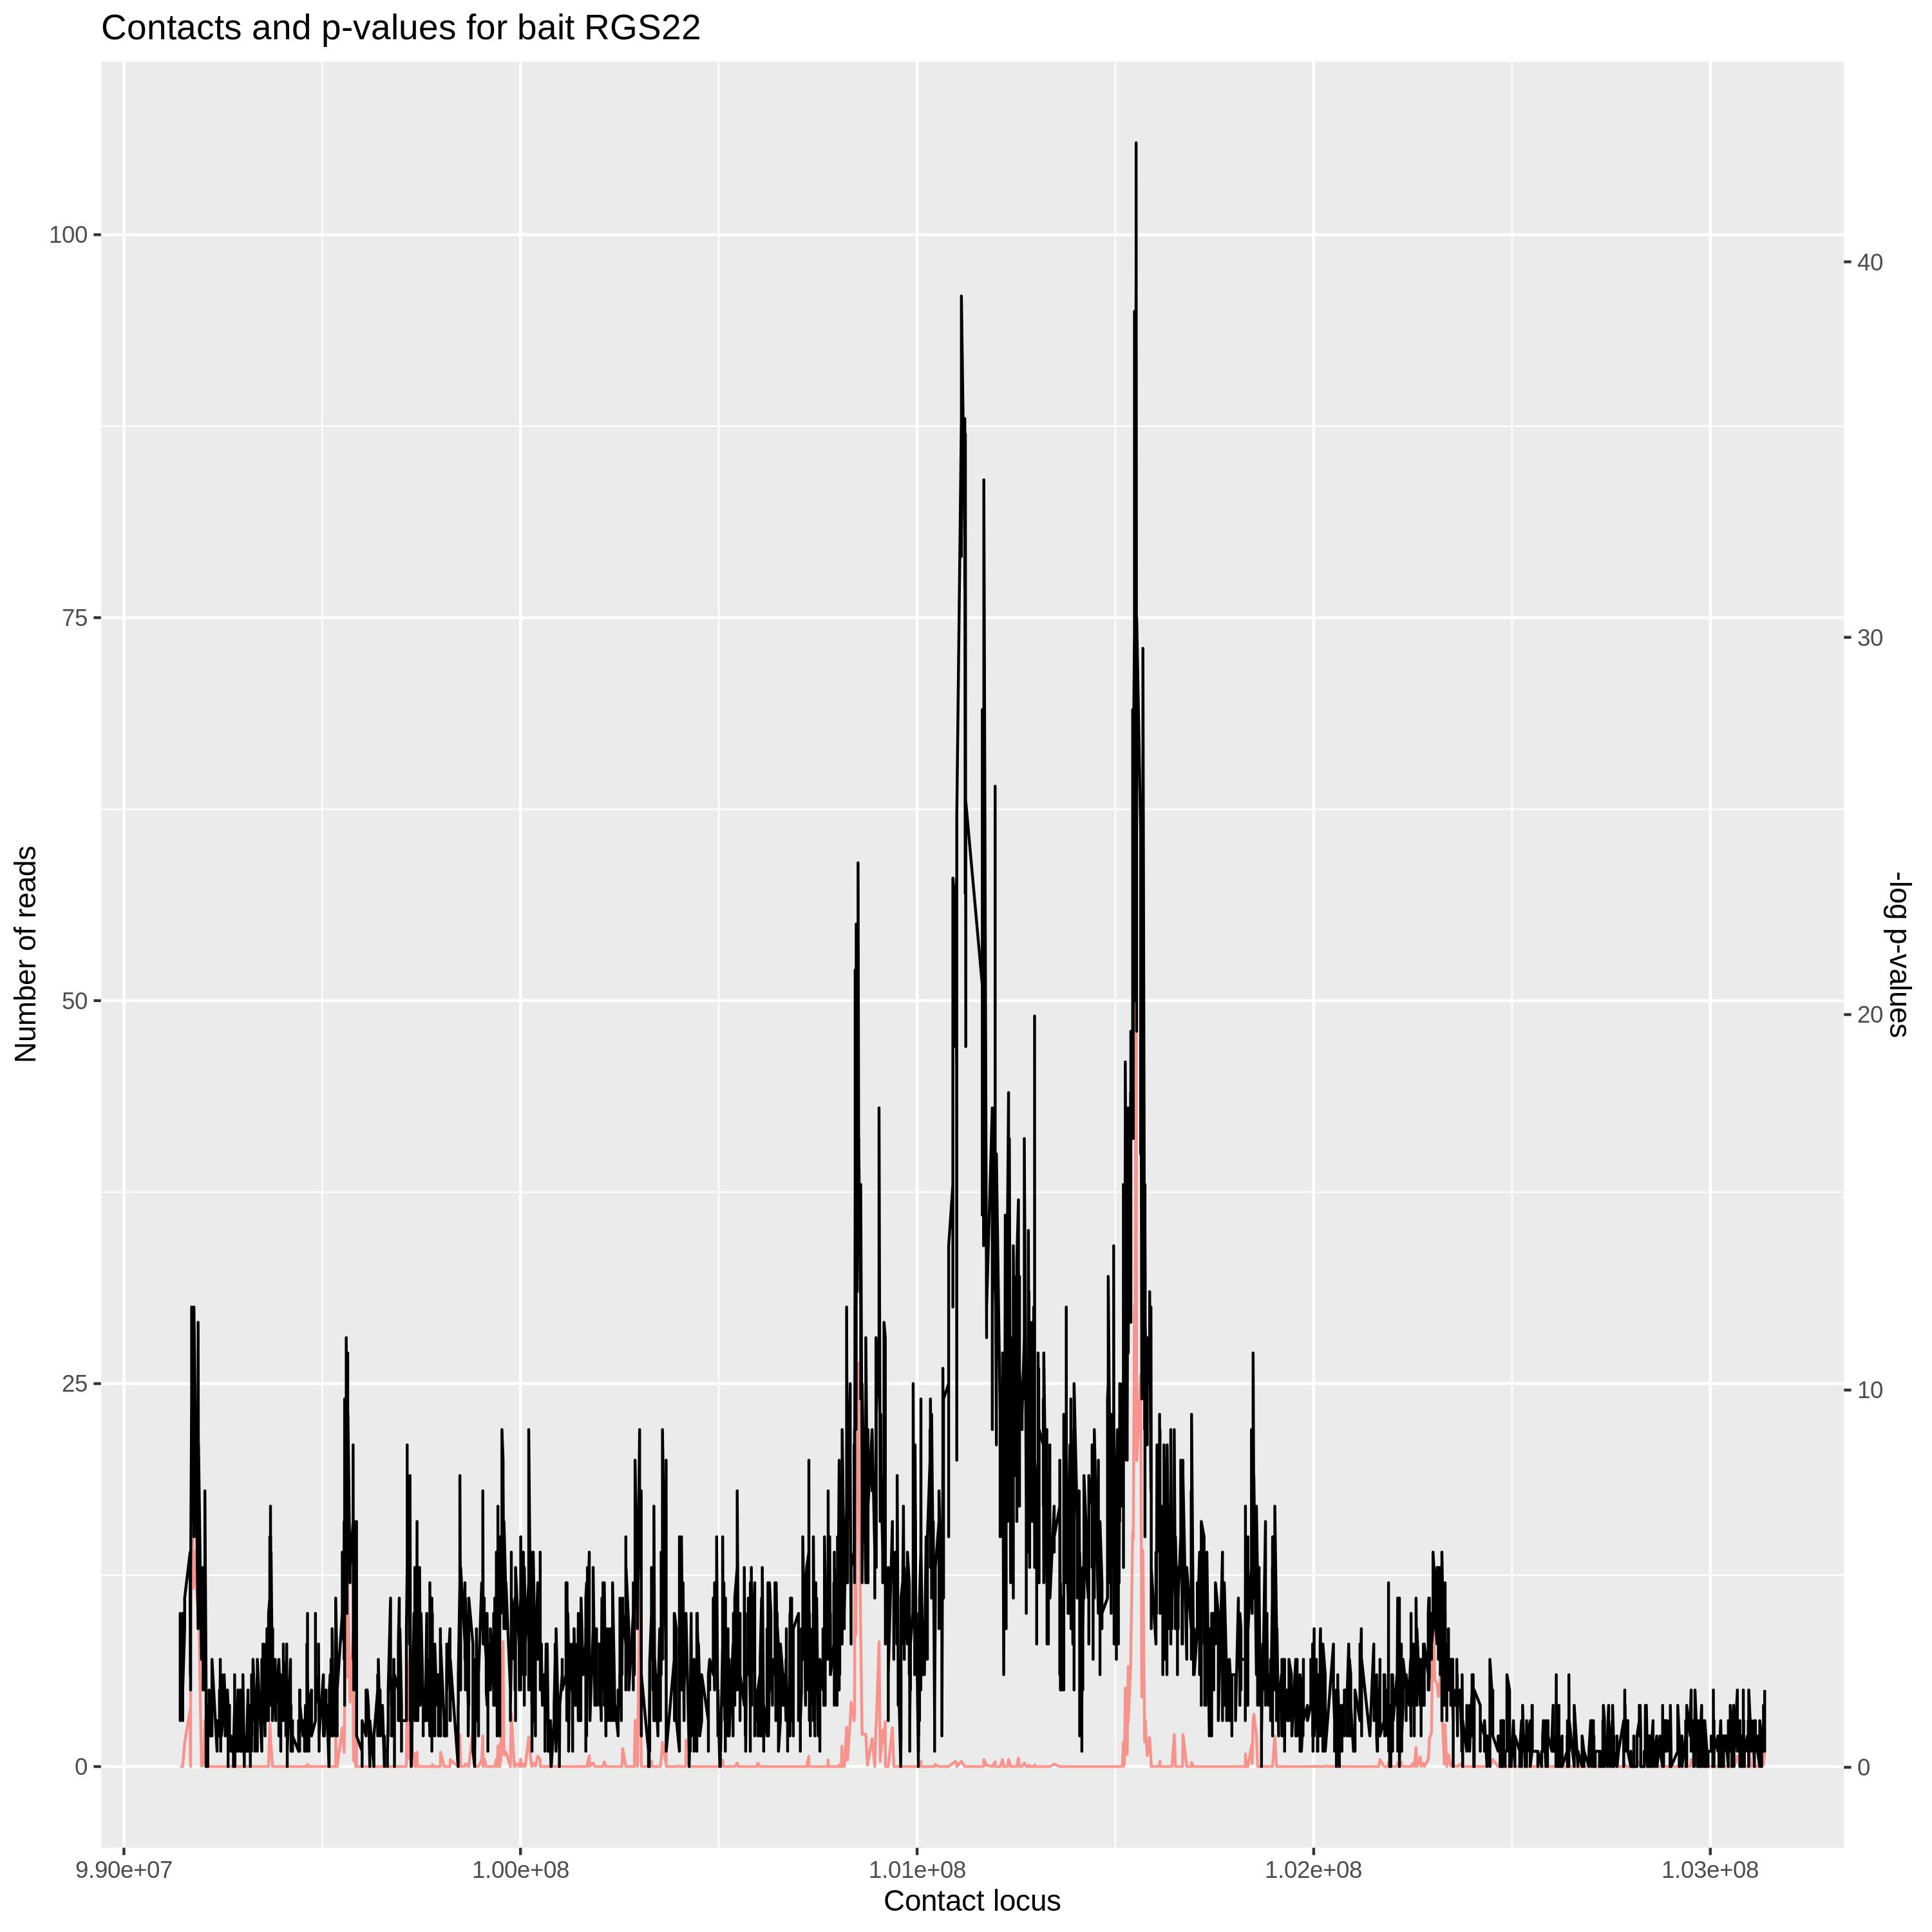 Contacts and p-values for bait RGS22
100
75
50
25
0
Number of reads
40
30
20
10
0
-log p-values
9.90e+07
1.00e+08
1.01e+08
1.02e+08
1.03e+08
Contact locus